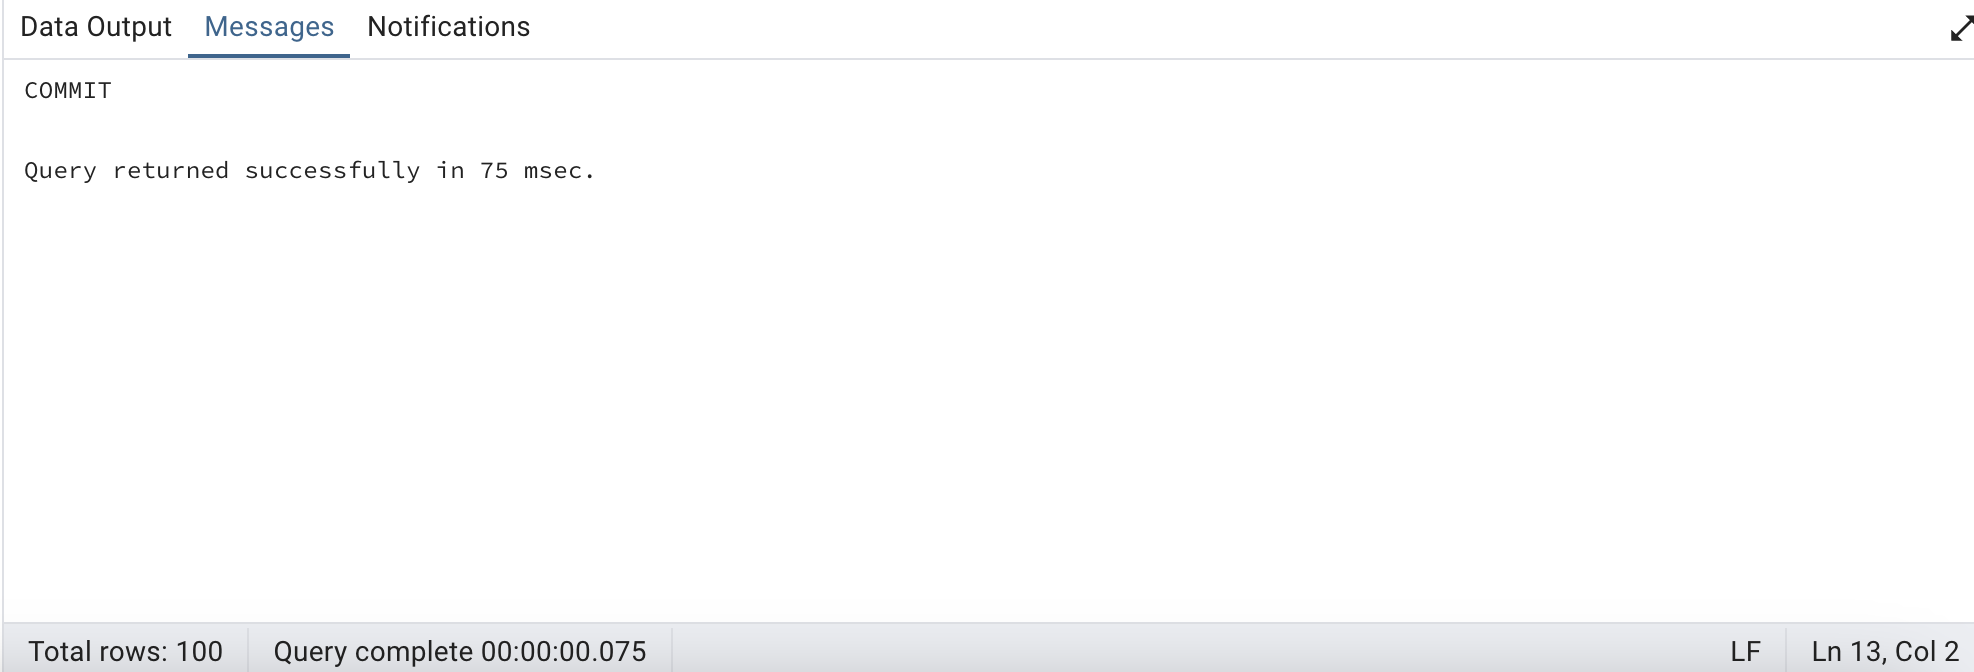 Data Output Messages Notifications
COMMIT
Query returned successfully in 75 msec.
Total rows: 100 Query complete 00:00:00.075 LF Ln 13, Col 2